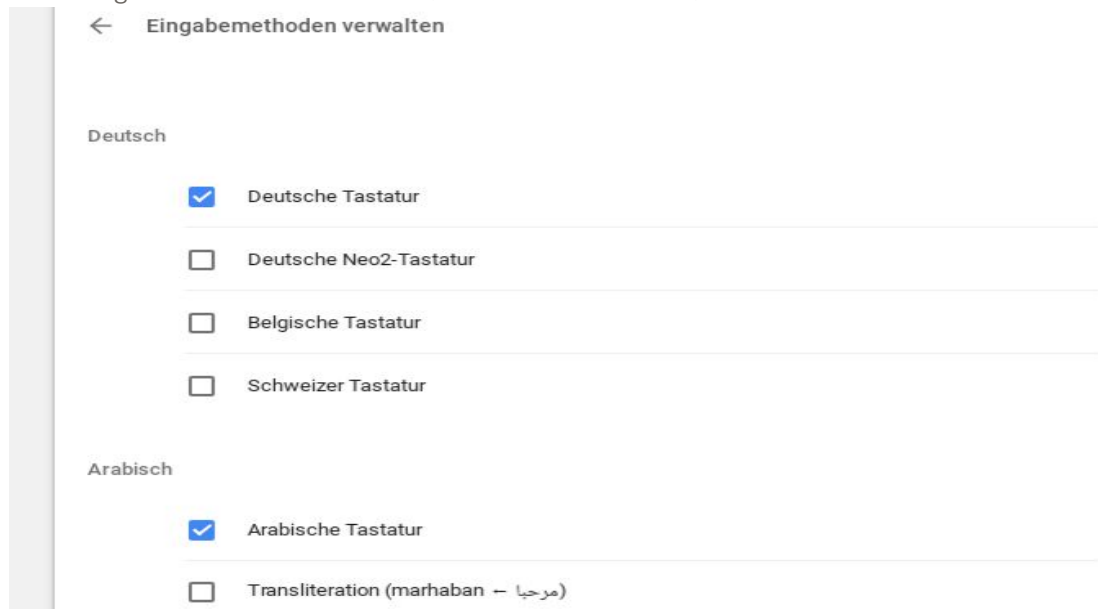 Eingabemethoden verwalten
Deutsch
Deutsche Tastatur
Deutsche Neo2-Tastatur
Belgische Tastatur
Schweizer Tastatur
Arabisch
Arabische Tastatur
Transliteration (marhaban ← مرحبا)